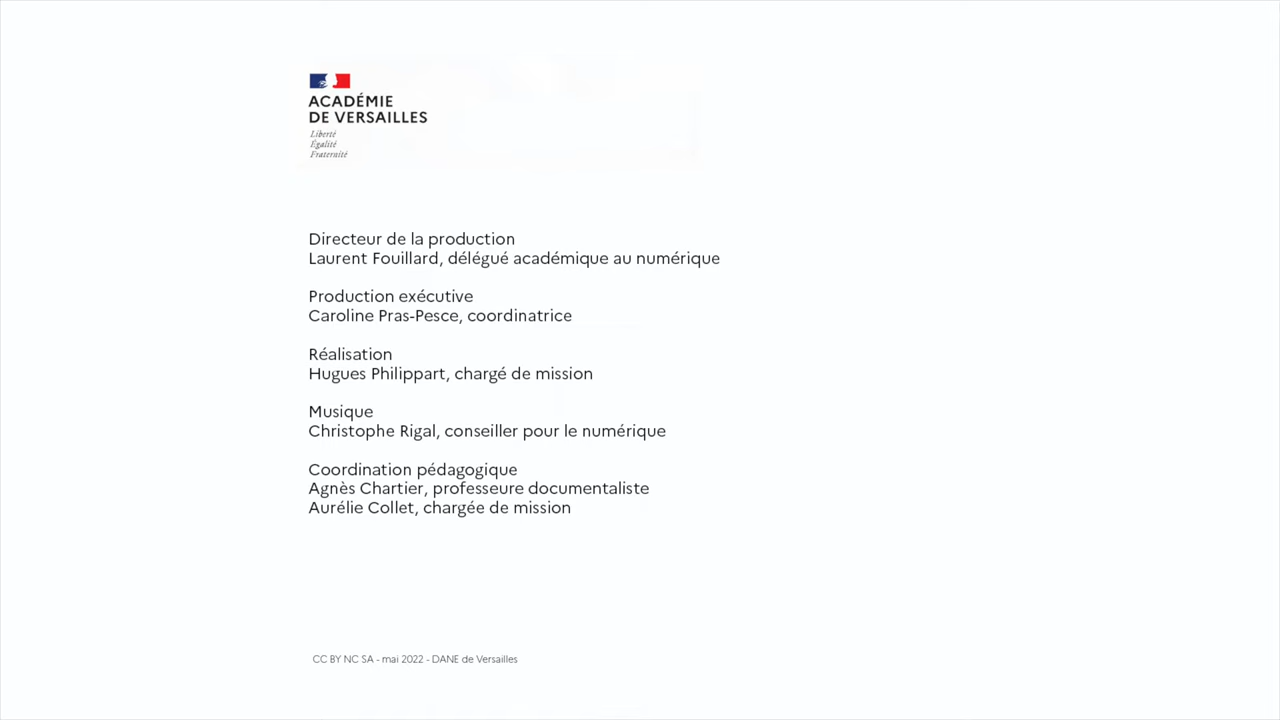 ACADÉMIE
DE VERSAILLES
Liberté
Égalité
Fraternité
Directeur de la production
Laurent Fouillard, délégué académique au numérique
Production exécutive
Caroline Pras-Pesce, coordinatrice
Réalisation
Hugues Philippart, chargé de mission
Musique
Christophe Rigal, conseiller pour le numérique
Coordination pédagogique
Agnès Chartier, professeure documentaliste
Aurélie Collet, chargée de mission
CC BY NC SA - mai 2022 - DANE de Versailles